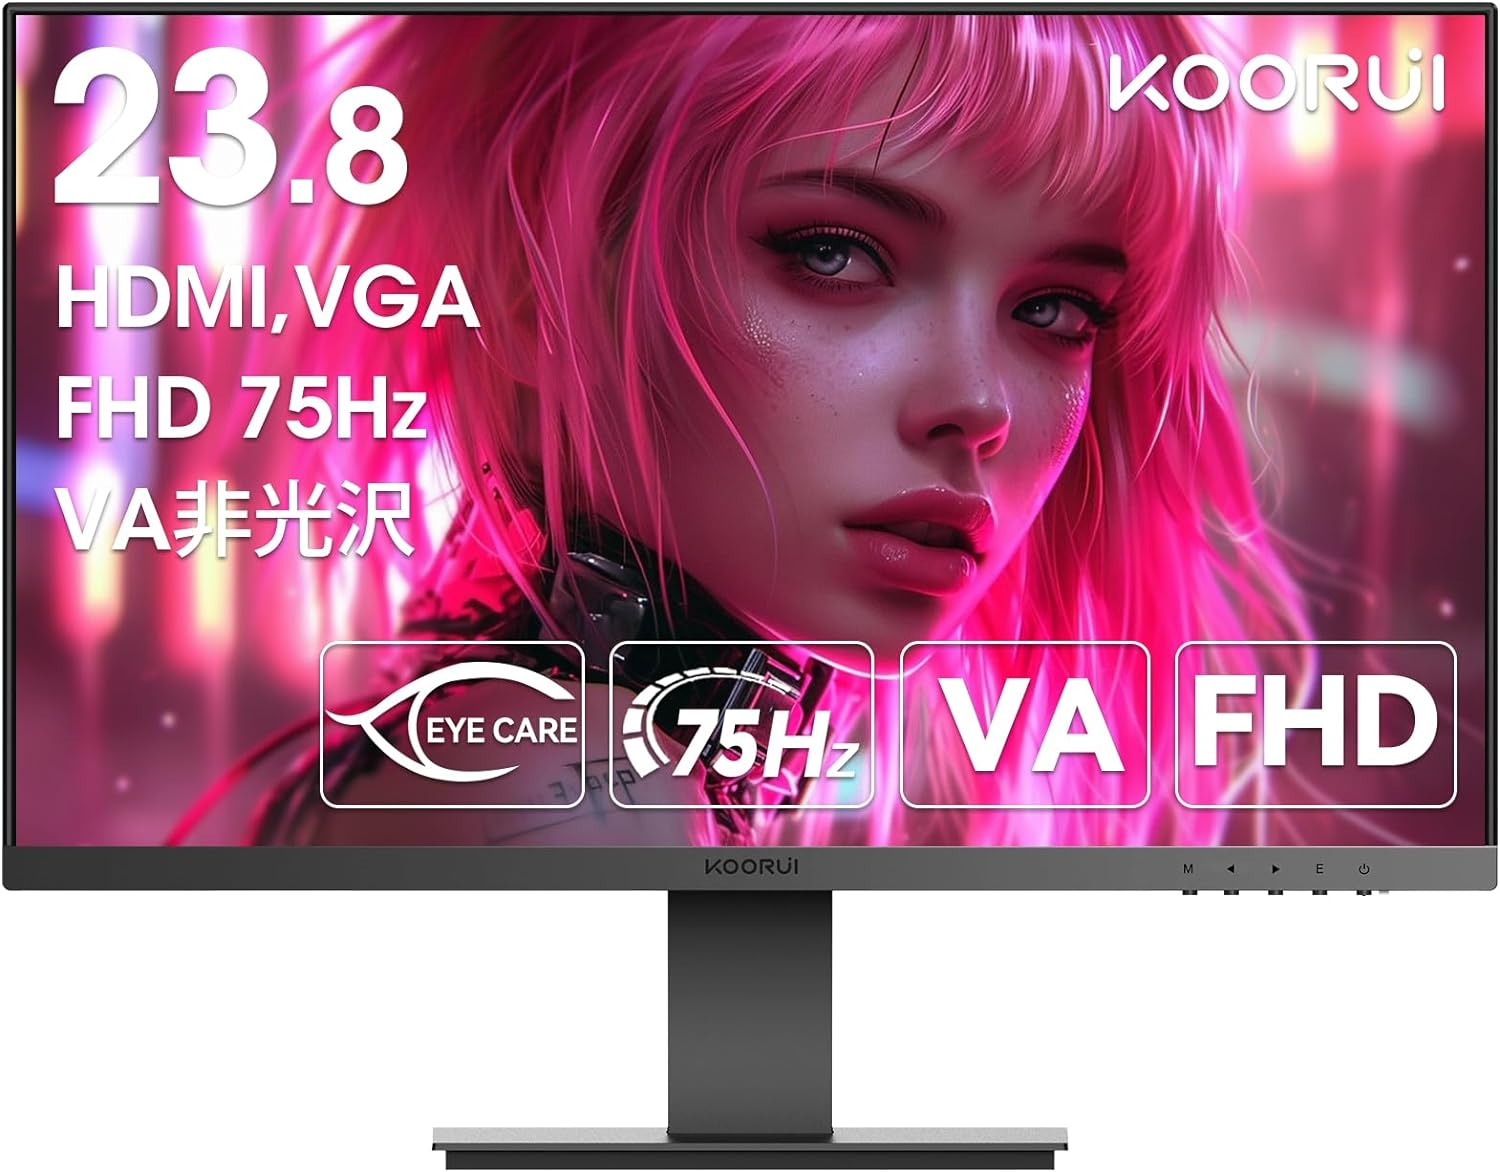 23.8
KOORUI
HDMI,VGA
FHD 75Hz
VA非光沢
EYE CARE
75Hz
VA
FHD
KOORUI
M ◀ ▶ E ⏻